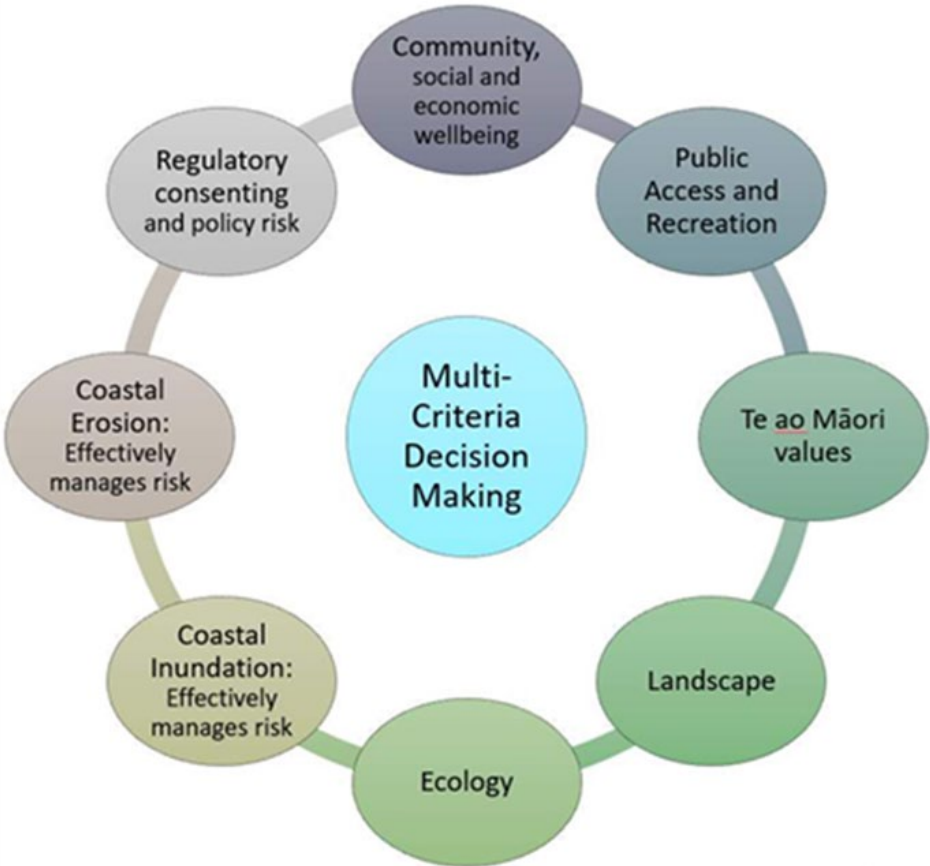 Community,
social and
economic
wellbeing
Public
Access and
Recreation
Te ao Māori
values
Landscape
Ecology
Coastal
Inundation:
Effectively
manages risk
Coastal
Erosion:
Effectively
manages risk
Regulatory
consenting
and policy risk
Multi-
Criteria
Decision
Making